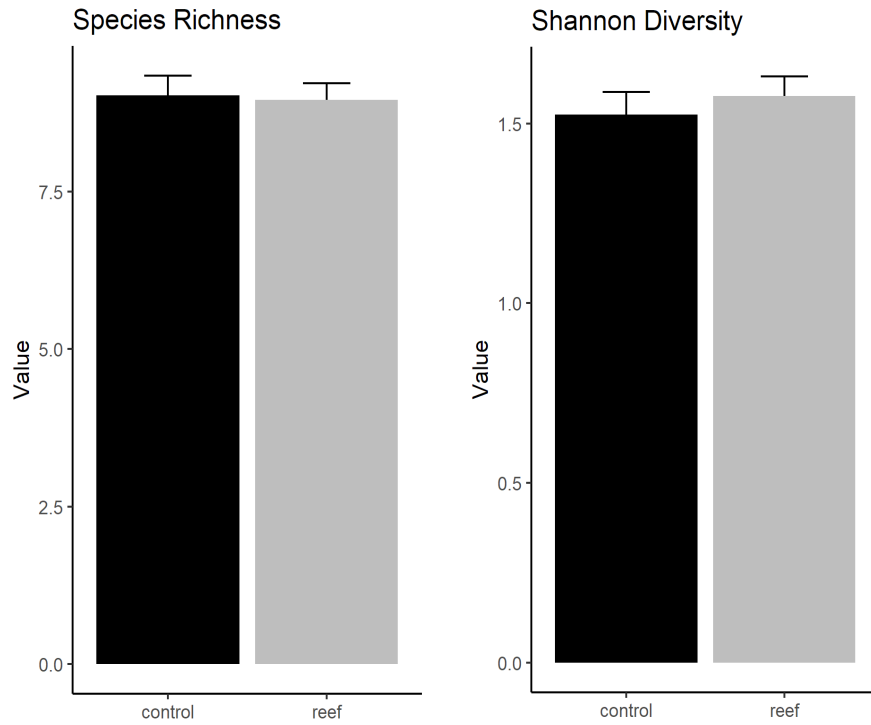 Species Richness
Value
7.5
5.0
2.5
0.0
control
reef
Shannon Diversity
Value
1.5
1.0
0.5
0.0
control
reef